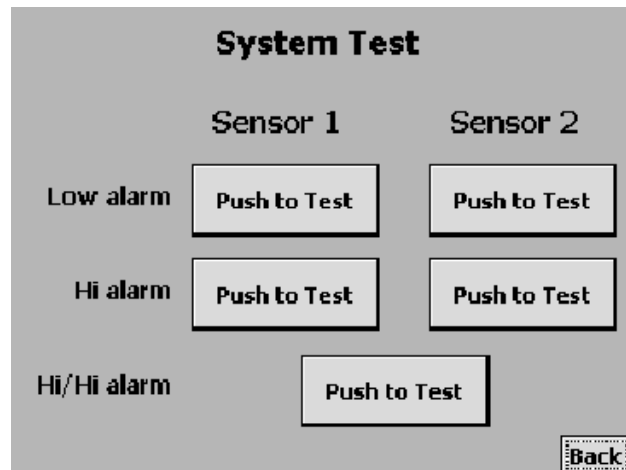 System Test
Sensor 1 Sensor 2
Low alarm Push to Test Push to Test
Hi alarm Push to Test Push to Test
Hi/Hi alarm Push to Test
Back